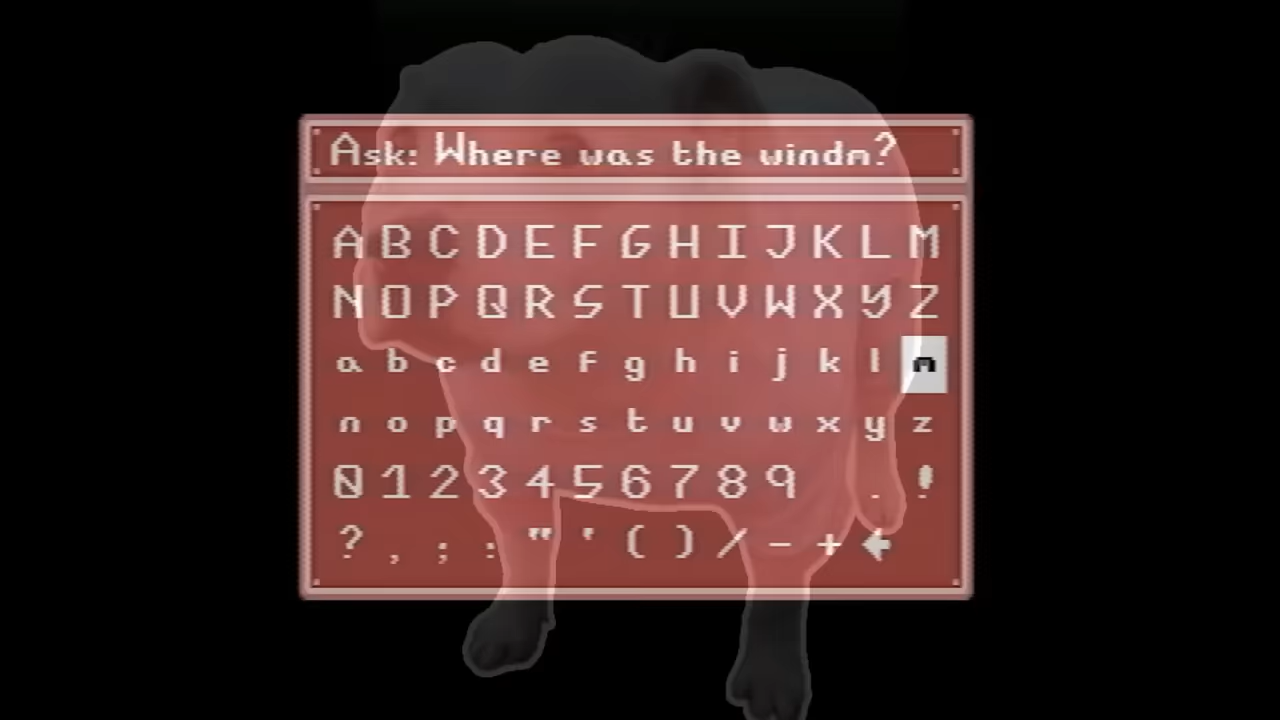 Ask: Where was the windm?
A B C D E F G H I J K L M
N O P Q R S T U V W X Y Z
a b c d e f g h i j k l m
n o p q r s t u v w x y z
0 1 2 3 4 5 6 7 8 9 . !
? , ; : " ' ( ) / - + ←